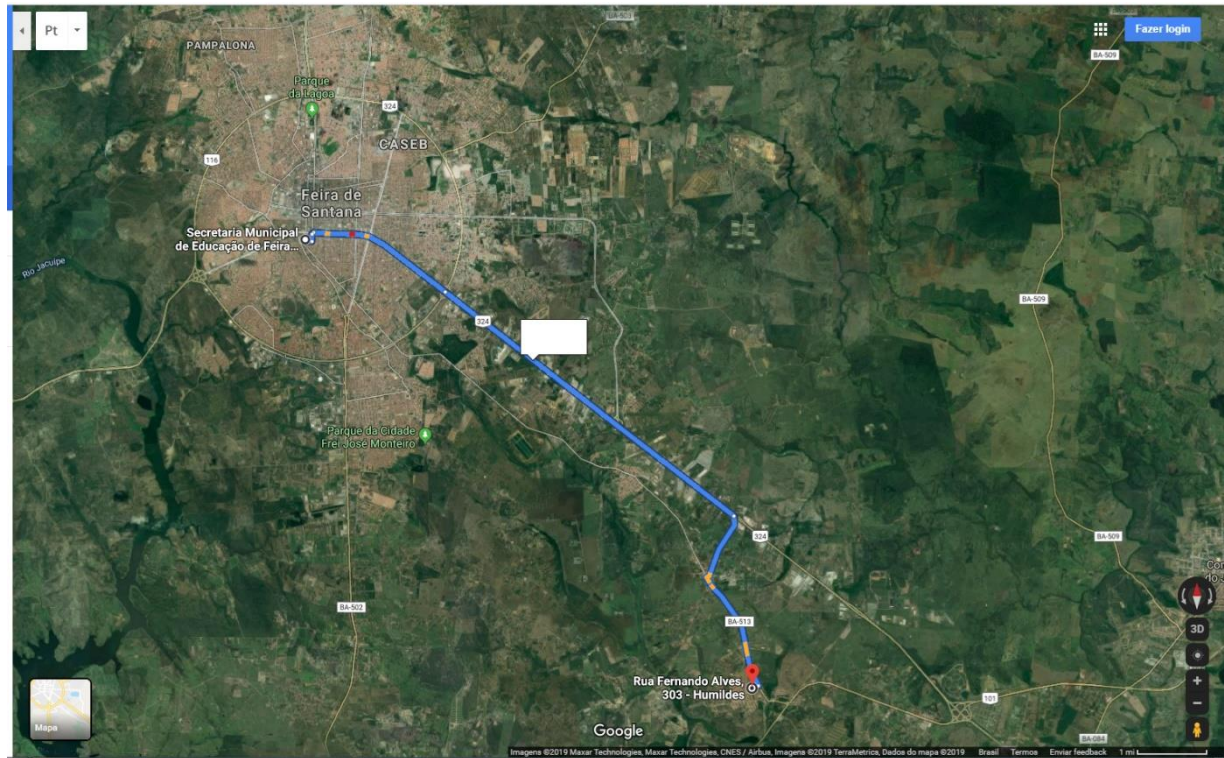 Pt
Fazer login
BA-503
BA-509
PAMPALONA
Parque
da Lagoa
324
CASEB
116
Feira de
Santana
Secretaria Municipal
de Educação de Feira...
Rio Jacuípe
BA-509
324
Parque da Cidade
Frei José Monteiro
324
BA-509
BA-502
BA-513
3D
Rua Fernando Alves,
303 - Humildes
101
Mapa
Google
BA-084
Imagens ©2019 Maxar Technologies, Maxar Technologies, CNES / Airbus, Imagens ©2019 TerraMetrics, Dados do mapa ©2019 Brasil Termos Enviar feedback 1 mi